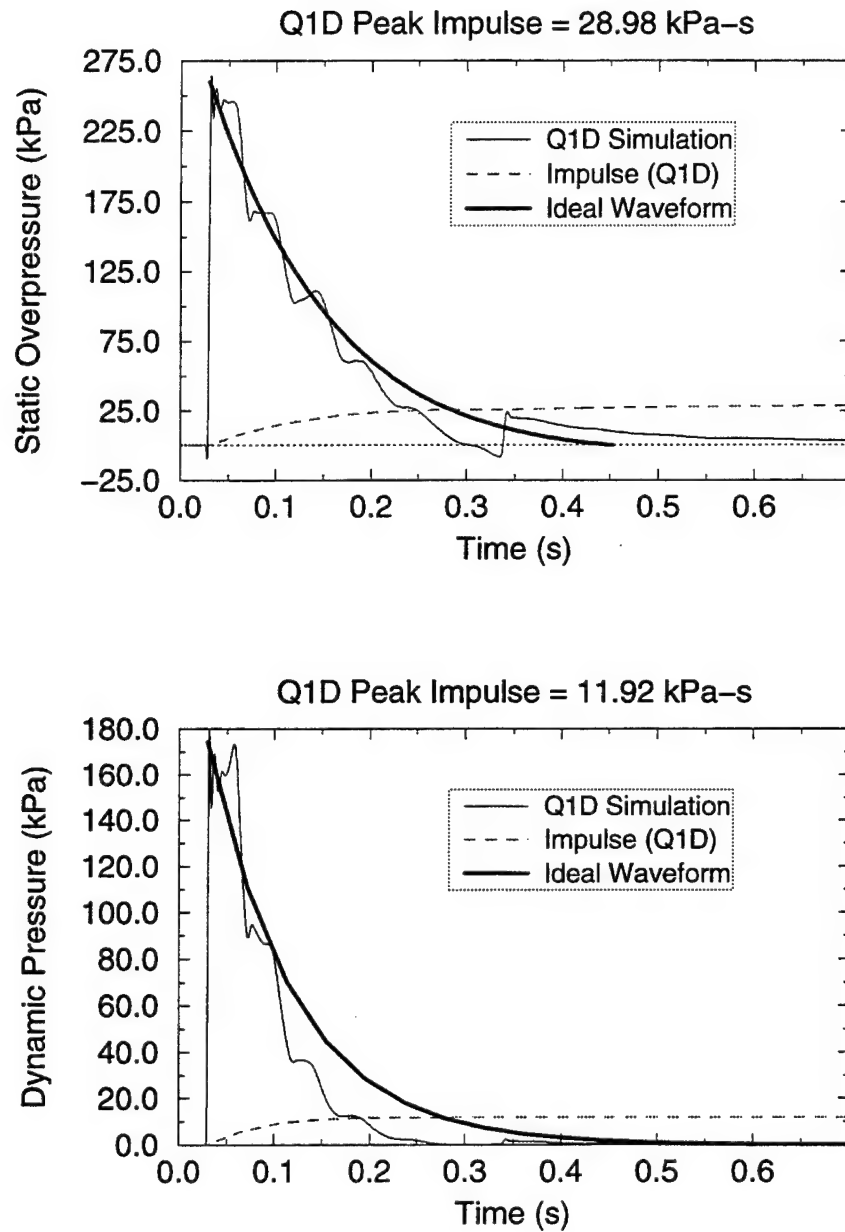 Q1D Peak Impulse = 28.98 kPa-s
275.0
225.0
175.0
125.0
75.0
25.0
-25.0
Static Overpressure (kPa)
Q1D Simulation
Impulse (Q1D)
Ideal Waveform
0.0 0.1 0.2 0.3 0.4 0.5 0.6
Time (s)
Q1D Peak Impulse = 11.92 kPa-s
180.0
160.0
140.0
120.0
100.0
80.0
60.0
40.0
20.0
0.0
Dynamic Pressure (kPa)
Q1D Simulation
Impulse (Q1D)
Ideal Waveform
0.0 0.1 0.2 0.3 0.4 0.5 0.6
Time (s)